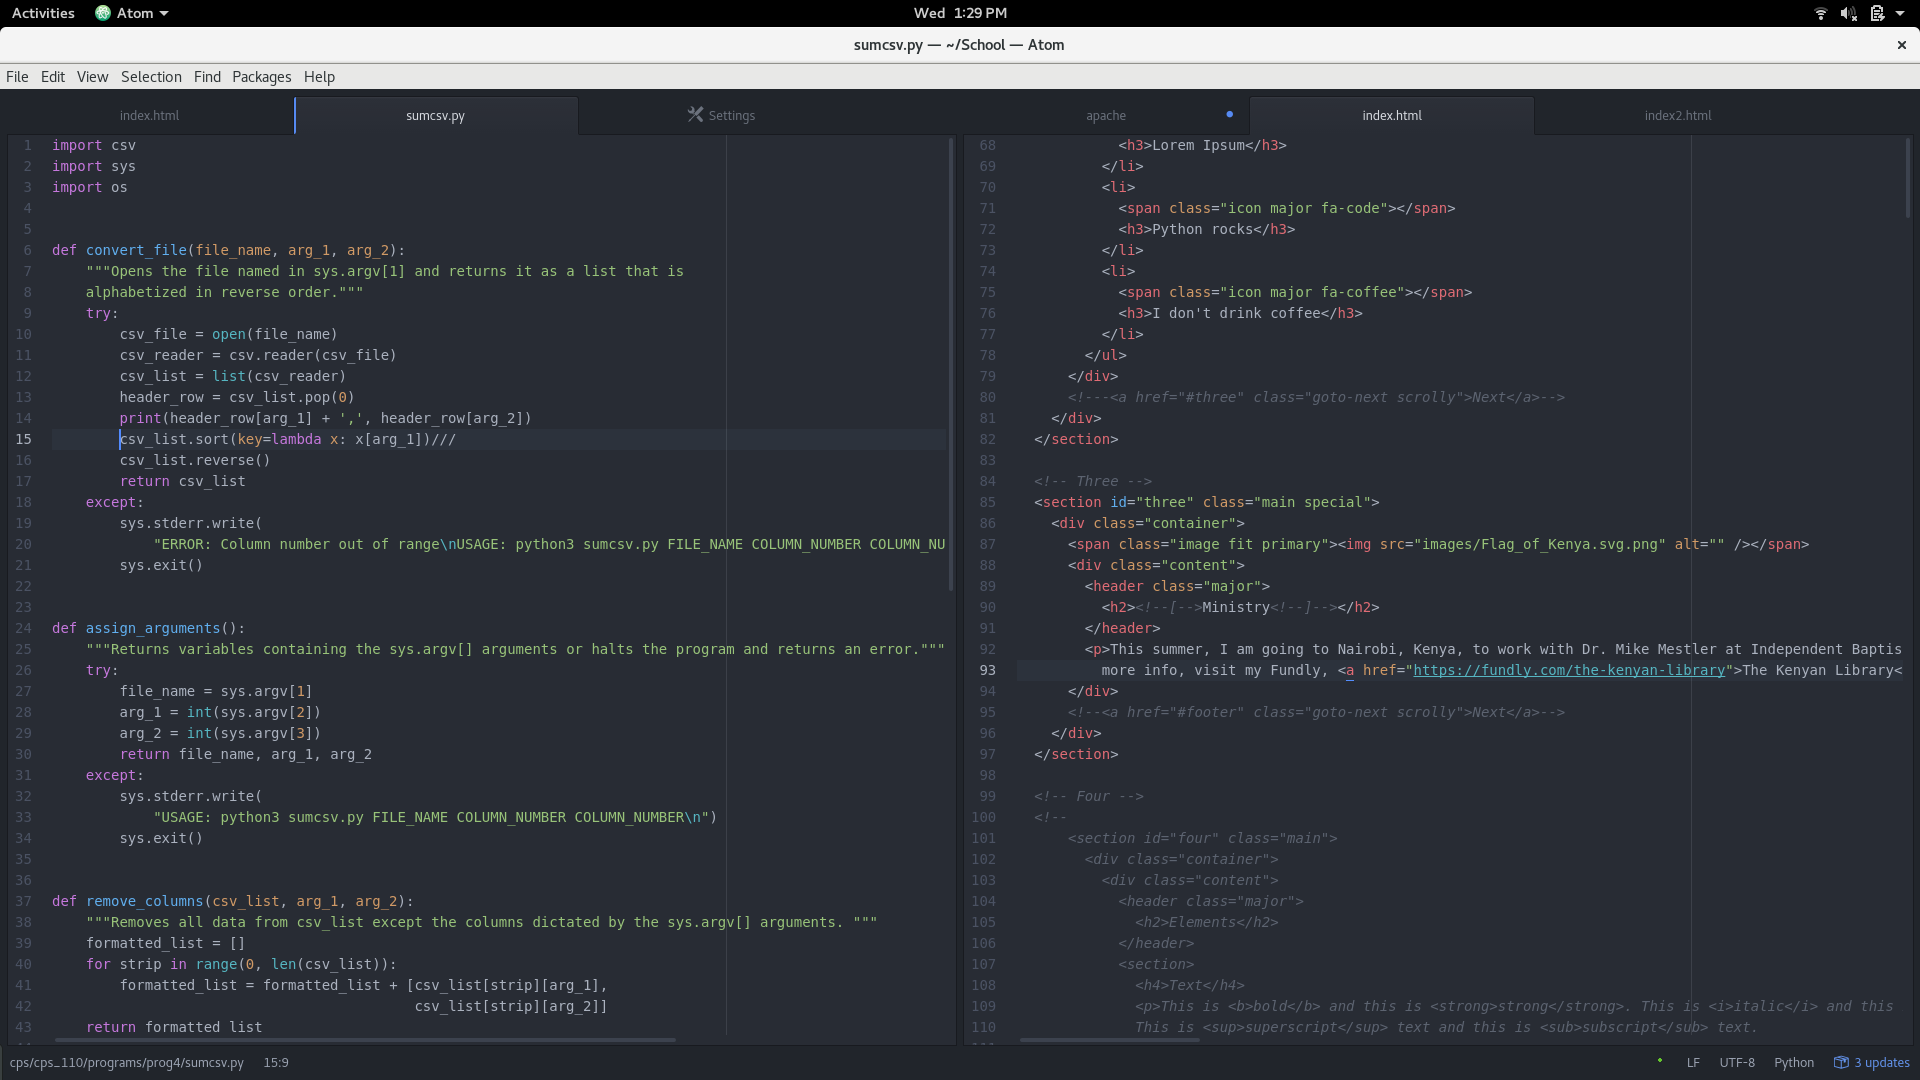 Activities Atom Wed 1:29 PM
sumcsv.py — ~/School — Atom
File Edit View Selection Find Packages Help
index.html sumcsv.py Settings
1 import csv
2 import sys
3 import os
4
5
6 def convert_file(file_name, arg_1, arg_2):
7     """Opens the file named in sys.argv[1] and returns it as a list that is
8     alphabetized in reverse order."""
9     try:
10         csv_file = open(file_name)
11         csv_reader = csv.reader(csv_file)
12         csv_list = list(csv_reader)
13         header_row = csv_list.pop(0)
14         print(header_row[arg_1] + ',', header_row[arg_2])
15         csv_list.sort(key=lambda x: x[arg_1])///
16         csv_list.reverse()
17         return csv_list
18     except:
19         sys.stderr.write(
20             "ERROR: Column number out of range\nUSAGE: python3 sumcsv.py FILE_NAME COLUMN_NUMBER COLUMN_NU
21         sys.exit()
22
23
24 def assign_arguments():
25     """Returns variables containing the sys.argv[] arguments or halts the program and returns an error."""
26     try:
27         file_name = sys.argv[1]
28         arg_1 = int(sys.argv[2])
29         arg_2 = int(sys.argv[3])
30         return file_name, arg_1, arg_2
31     except:
32         sys.stderr.write(
33             "USAGE: python3 sumcsv.py FILE_NAME COLUMN_NUMBER COLUMN_NUMBER\n")
34         sys.exit()
35
36
37 def remove_columns(csv_list, arg_1, arg_2):
38     """Removes all data from csv_list except the columns dictated by the sys.argv[] arguments. """
39     formatted_list = []
40     for strip in range(0, len(csv_list)):
41         formatted_list = formatted_list + [csv_list[strip][arg_1],
42                                            csv_list[strip][arg_2]]
43     return formatted_list
apache index.html index2.html
68             <h3>Lorem Ipsum</h3>
69           </li>
70           <li>
71             <span class="icon major fa-code"></span>
72             <h3>Python rocks</h3>
73           </li>
74           <li>
75             <span class="icon major fa-coffee"></span>
76             <h3>I don't drink coffee</h3>
77           </li>
78         </ul>
79       </div>
80       <!---<a href="#three" class="goto-next scrolly">Next</a>-->
81     </div>
82   </section>
83
84   <!-- Three -->
85   <section id="three" class="main special">
86     <div class="container">
87       <span class="image fit primary"><img src="images/Flag_of_Kenya.svg.png" alt="" /></span>
88       <div class="content">
89         <header class="major">
90           <h2><!--[-->Ministry<!--]--></h2>
91         </header>
92         <p>This summer, I am going to Nairobi, Kenya, to work with Dr. Mike Mestler at Independent Baptis
93           more info, visit my Fundly, <a href="https://fundly.com/the-kenyan-library">The Kenyan Library<
94       </div>
95       <!--<a href="#footer" class="goto-next scrolly">Next</a>-->
96     </div>
97   </section>
98
99   <!-- Four -->
100   <!--
101       <section id="four" class="main">
102         <div class="container">
103           <div class="content">
104             <header class="major">
105               <h2>Elements</h2>
106             </header>
107             <section>
108               <h4>Text</h4>
109               <p>This is <b>bold</b> and this is <strong>strong</strong>. This is <i>italic</i> and this
110               This is <sup>superscript</sup> text and this is <sub>subscript</sub> text.
cps/cps_110/programs/prog4/sumcsv.py 15:9 LF UTF-8 Python 3 updates